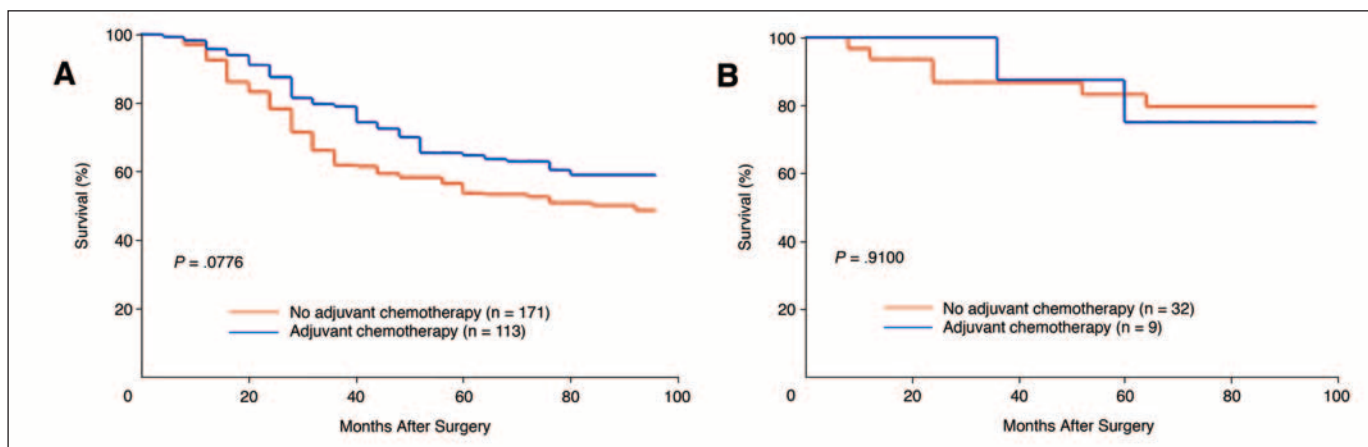 A
100
80
60
40
20
0
20
40
60
80
100
Survival (%)
Months After Surgery
P = .0776
No adjuvant chemotherapy (n = 171)
Adjuvant chemotherapy (n = 113)
B
100
80
60
40
20
0
20
40
60
80
100
Survival (%)
Months After Surgery
P = .9100
No adjuvant chemotherapy (n = 32)
Adjuvant chemotherapy (n = 9)